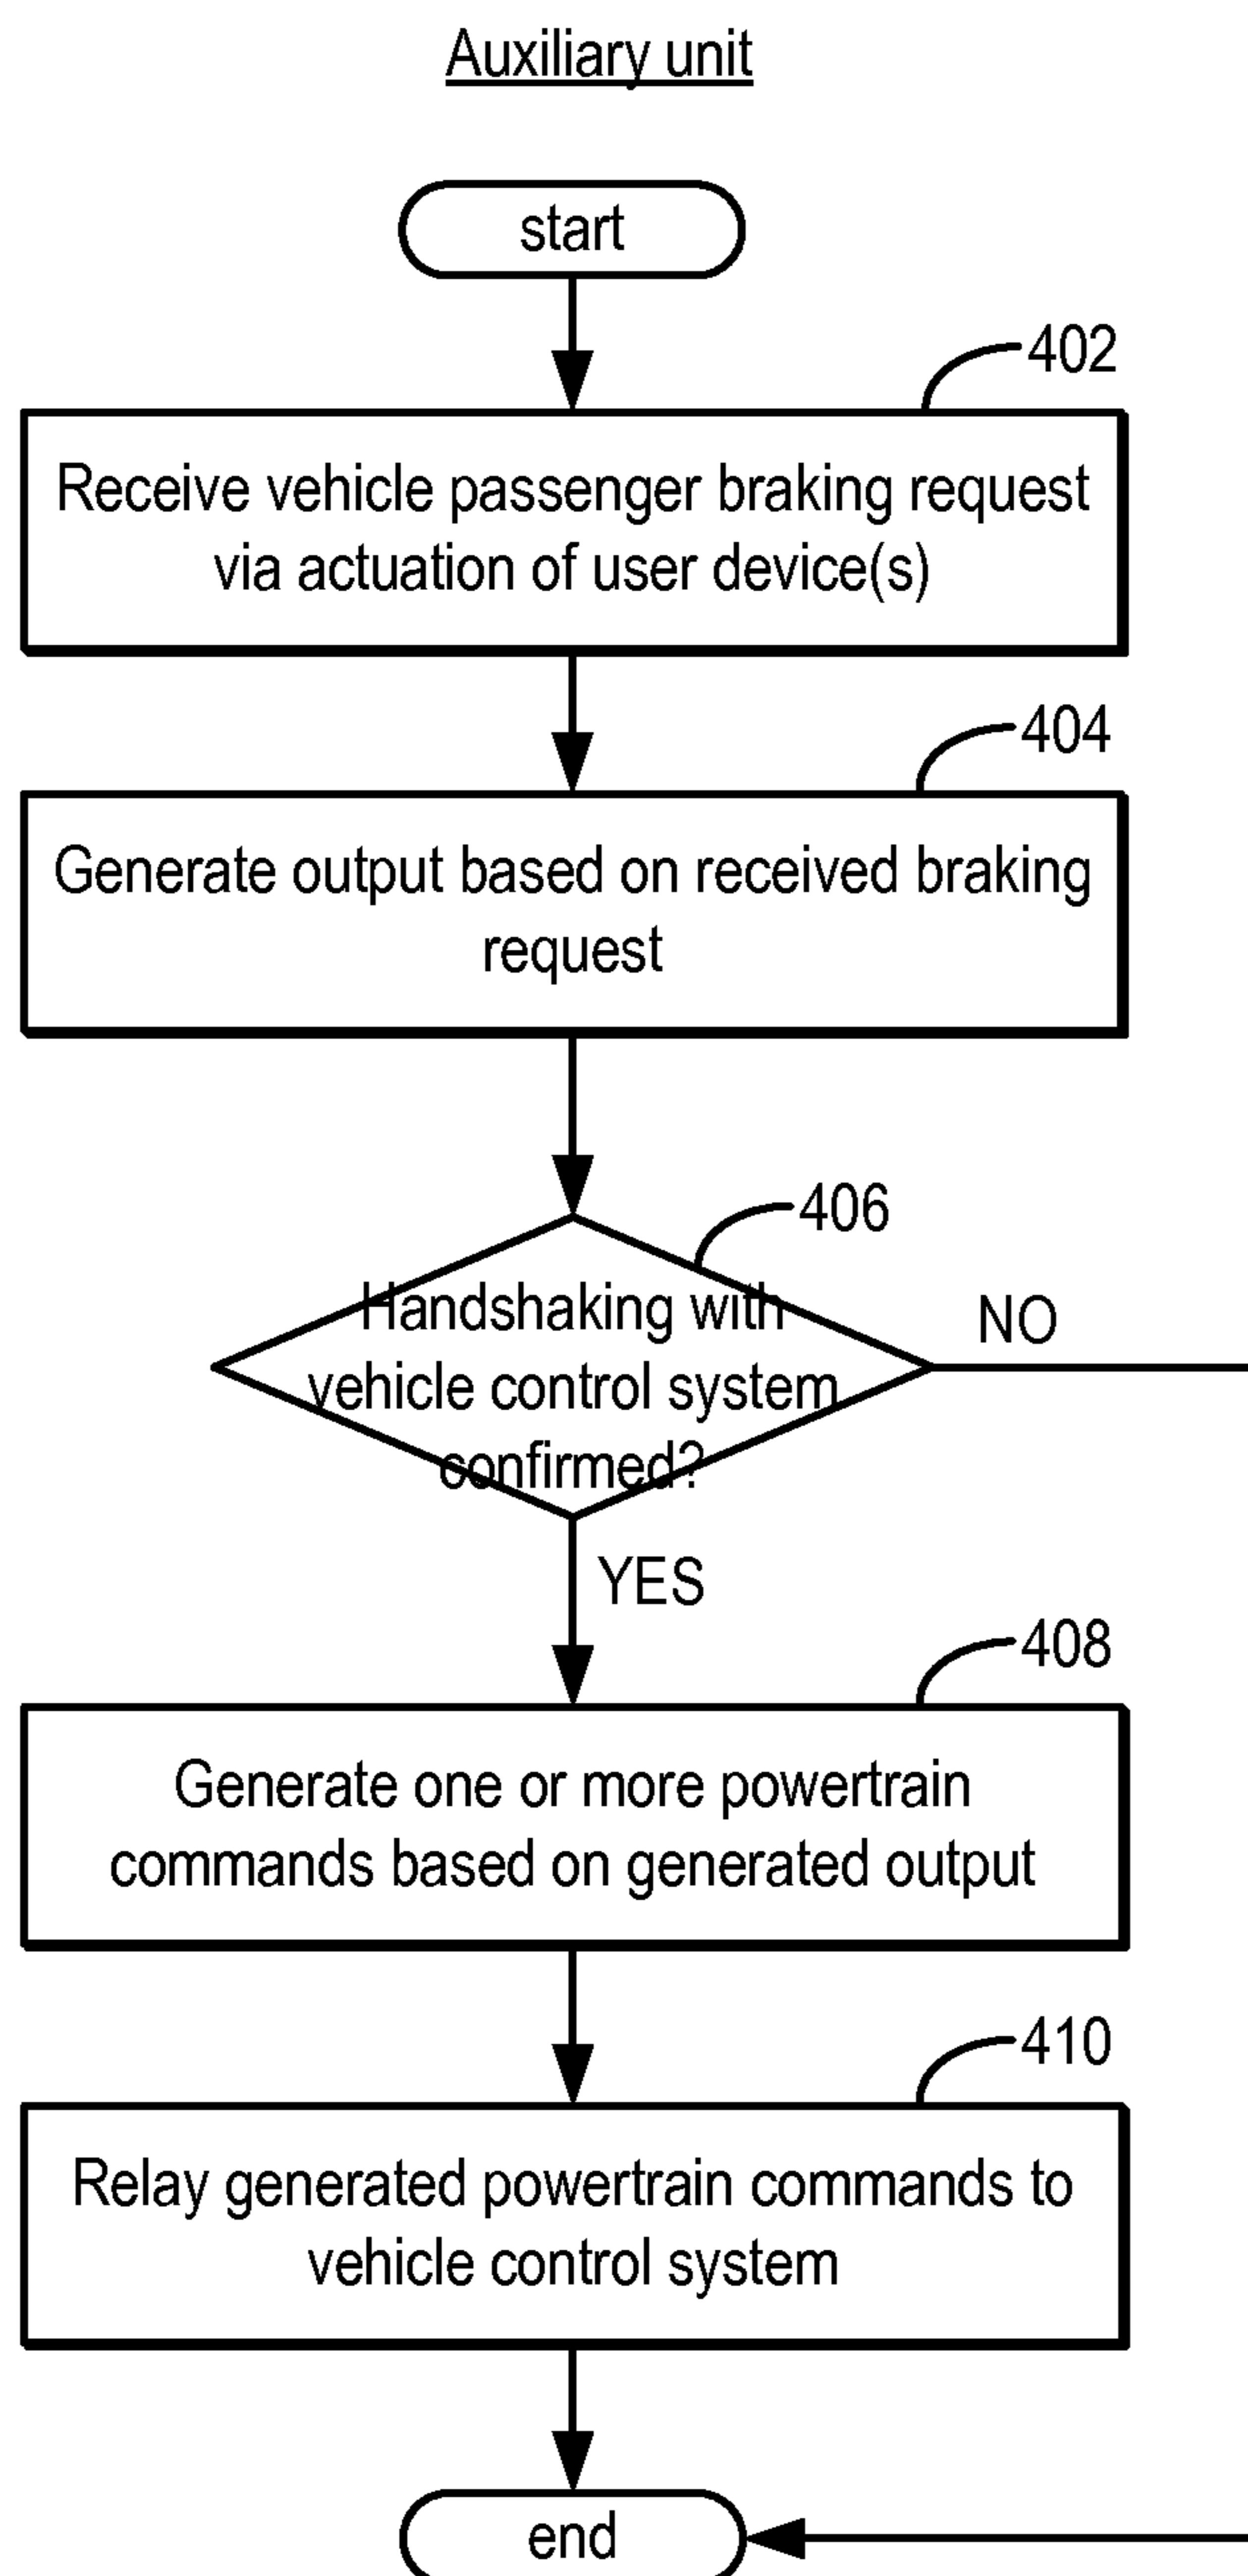 Auxiliary unit
start
402
Receive vehicle passenger braking request
via actuation of user device(s)
404
Generate output based on received braking
request
406
Handshaking with
vehicle control system
confirmed?
NO
YES
408
Generate one or more powertrain
commands based on generated output
410
Relay generated powertrain commands to
vehicle control system
end